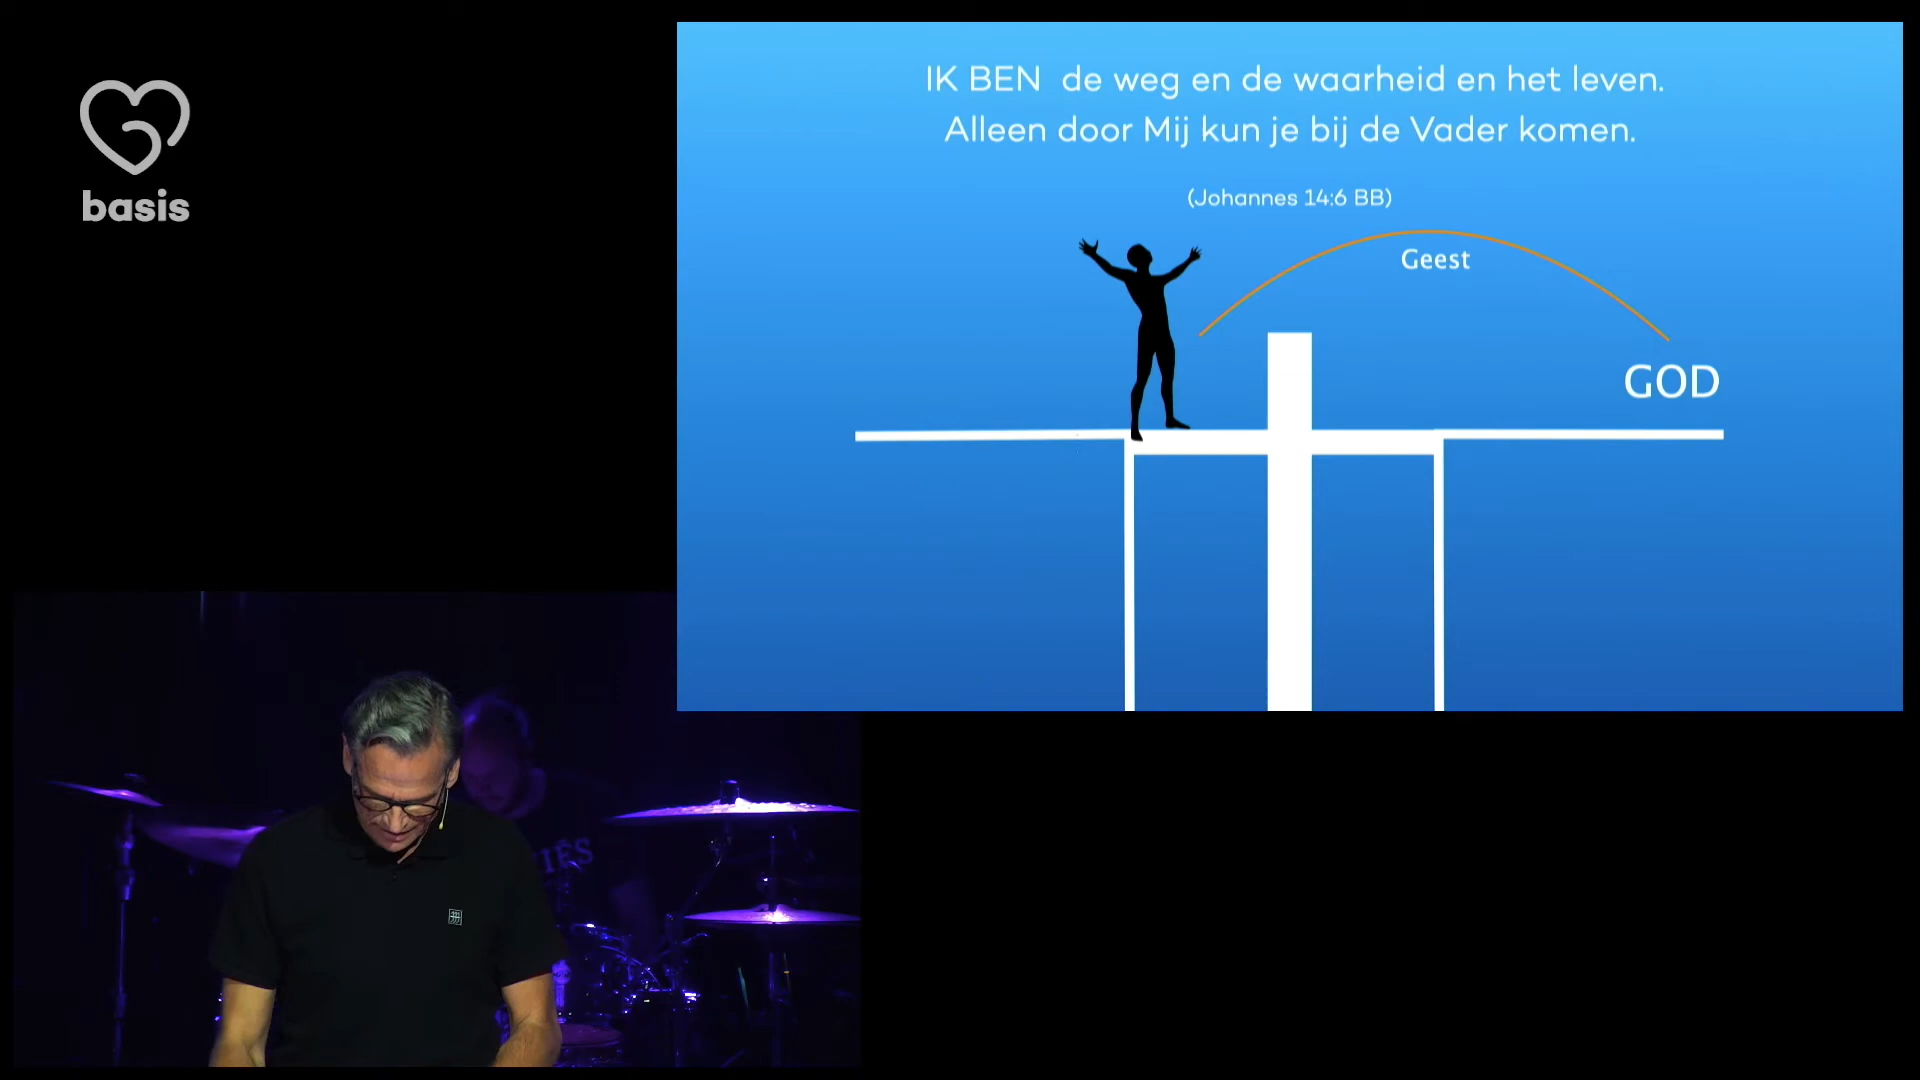 basis
IK BEN  de weg en de waarheid en het leven.
Alleen door Mij kun je bij de Vader komen.
(Johannes 14:6 BB)
Geest
GOD